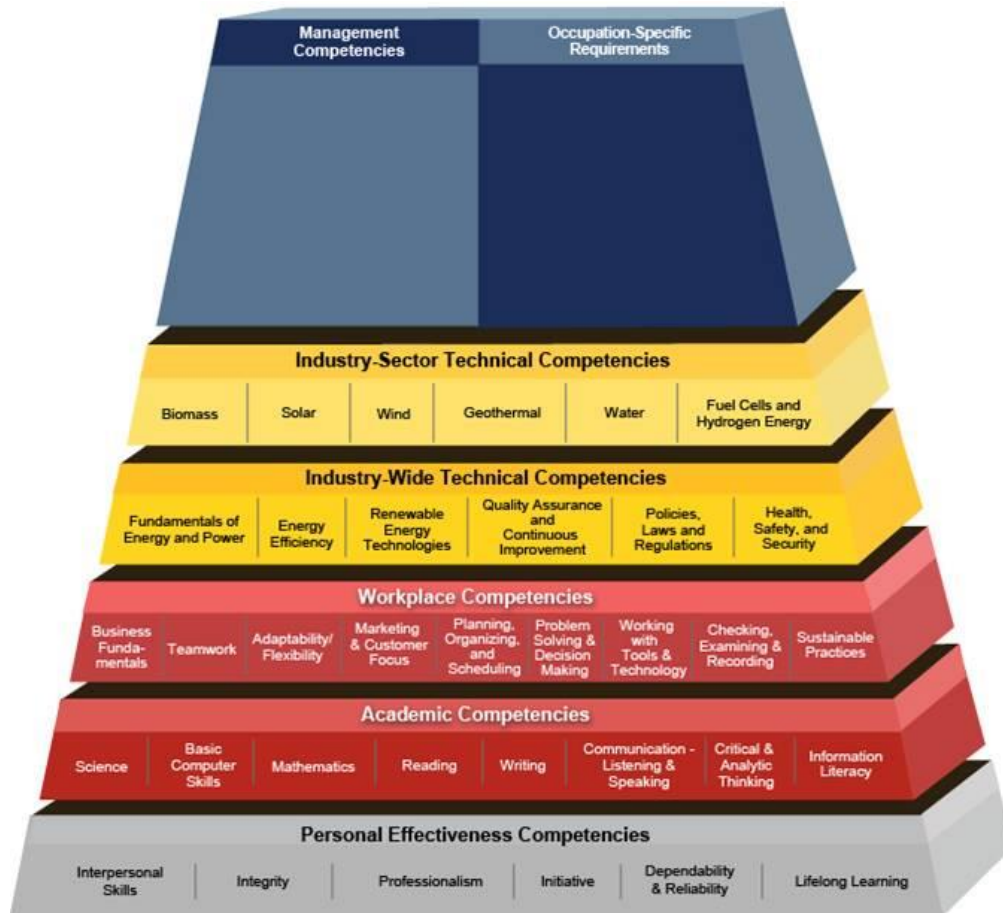 Management
Competencies
Occupation-Specific
Requirements
Industry-Sector Technical Competencies
Biomass
Solar
Wind
Geothermal
Water
Fuel Cells and
Hydrogen Energy
Industry-Wide Technical Competencies
Fundamentals of
Energy and Power
Energy
Efficiency
Renewable
Energy
Technologies
Quality Assurance
and
Continuous
Improvement
Policies,
Laws and
Regulations
Health,
Safety, and
Security
Workplace Competencies
Business
Funda-
mentals
Teamwork
Adaptability/
Flexibility
Marketing
& Customer
Focus
Planning,
Organizing,
and
Scheduling
Problem
Solving &
Decision
Making
Working
with
Tools &
Technology
Checking,
Examining &
Recording
Sustainable
Practices
Academic Competencies
Science
Basic
Computer
Skills
Mathematics
Reading
Writing
Communication -
Listening &
Speaking
Critical &
Analytic
Thinking
Information
Literacy
Personal Effectiveness Competencies
Interpersonal
Skills
Integrity
Professionalism
Initiative
Dependability
& Reliability
Lifelong Learning